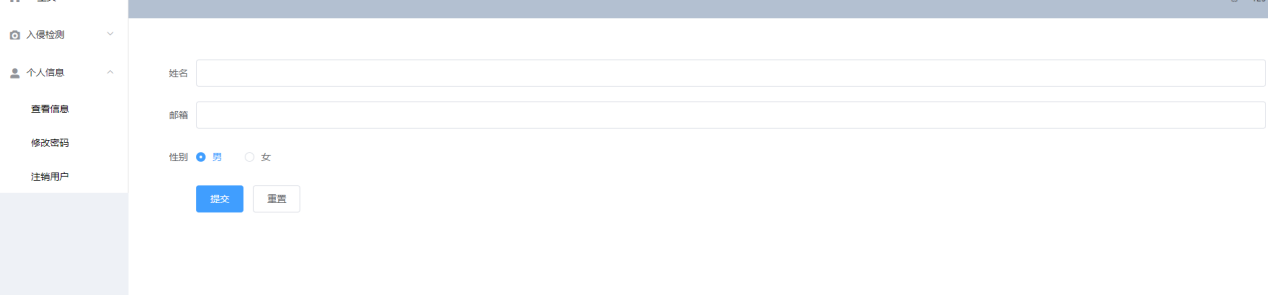 入侵检测
个人信息
查看信息
修改密码
注销用户
姓名
邮箱
性别 男 女
提交 重置